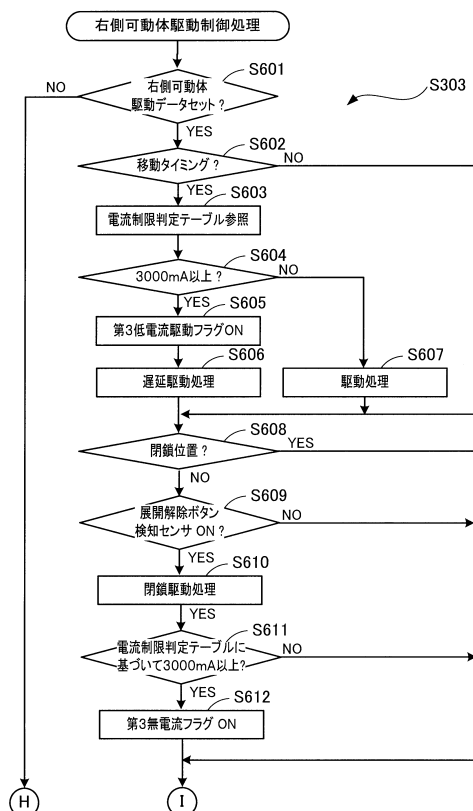 右側可動体駆動制御処理
S601
S303
NO
右側可動体
駆動データセット?
YES
S602
移動タイミング?
NO
YES
S603
電流制限判定テーブル参照
S604
3000mA以上?
NO
YES
S605
第3低電流駆動フラグON
S606
遅延駆動処理
S607
駆動処理
S608
閉鎖位置?
YES
NO
S609
展開解除ボタン
検知センサ ON?
NO
YES
S610
閉鎖駆動処理
YES
S611
電流制限判定テーブルに
基づいて3000mA以上?
NO
YES
S612
第3無電流フラグ ON
H
I